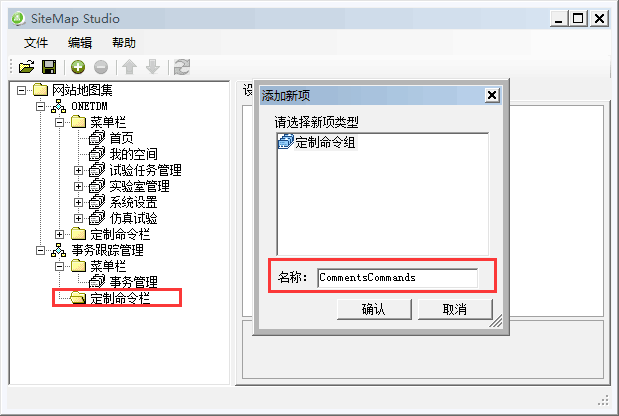 SiteMap Studio
文件 编辑 帮助
网站地图集
ONETDM
菜单栏
首页
我的空间
试验任务管理
实验室管理
系统设置
仿真试验
定制命令栏
事务跟踪管理
菜单栏
事务管理
定制命令栏
设
添加新项
请选择新项类型
定制命令组
名称: CommentsCommands
确认 取消